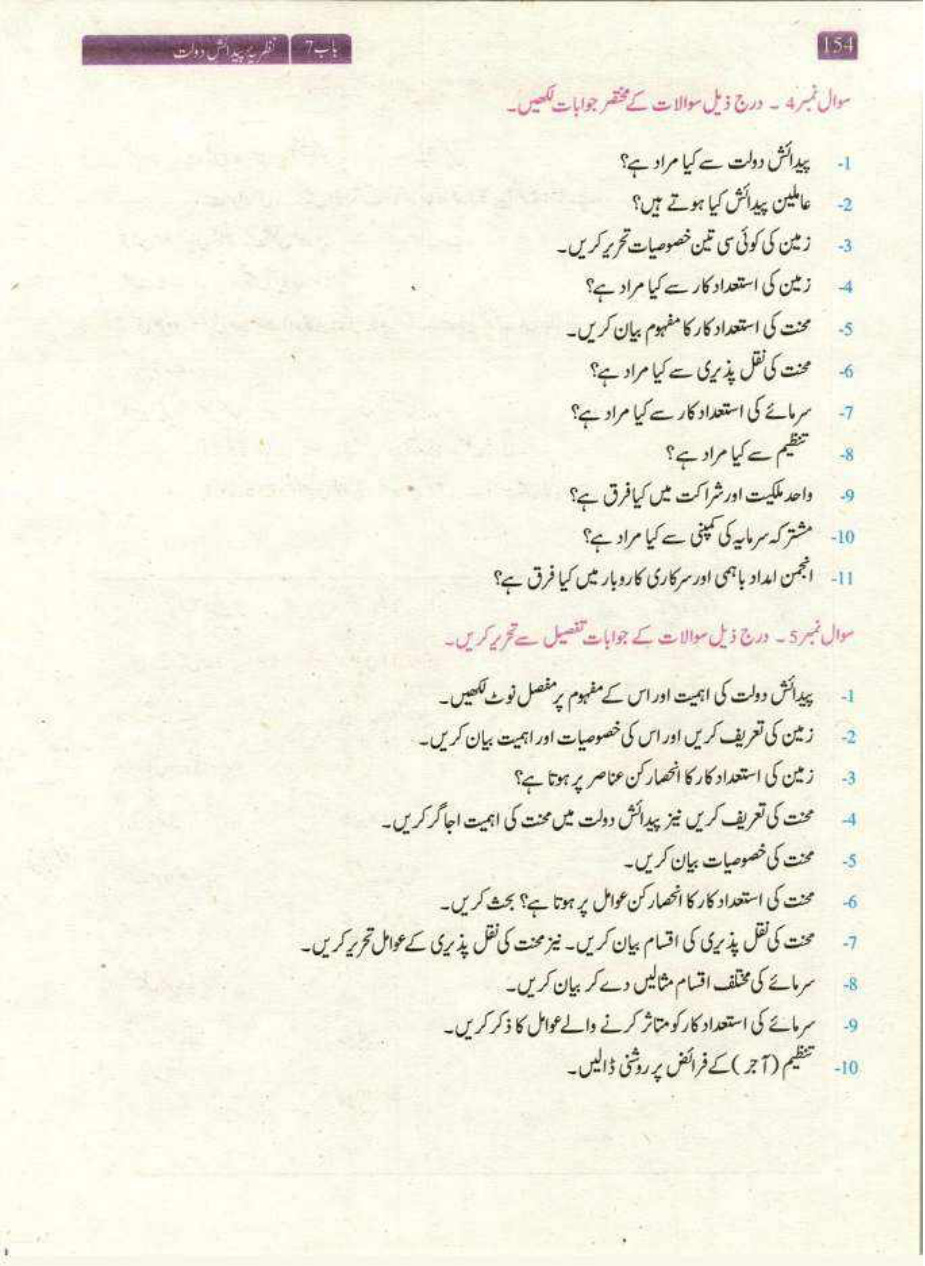 154
باب 7 نظریۂ پیدائش دولت
سوال نمبر 4 ۔ درج ذیل سوالات کے مختصر جوابات لکھیں۔
-1 پیدائش دولت سے کیا مراد ہے؟
-2 عاملین پیدائش کیا ہوتے ہیں؟
-3 زمین کی کوئی سی تین خصوصیات تحریر کریں۔
-4 زمین کی استعداد کار سے کیا مراد ہے؟
-5 محنت کی استعداد کار کا مفہوم بیان کریں۔
-6 محنت کی نقل پذیری سے کیا مراد ہے؟
-7 سرمائے کی استعداد کار سے کیا مراد ہے؟
-8 تنظیم سے کیا مراد ہے؟
-9 واحد ملکیت اور شراکت میں کیا فرق ہے؟
-10 مشترکہ سرمایہ کی کمپنی سے کیا مراد ہے؟
-11 انجمن امداد باہمی اور سرکاری کاروبار میں کیا فرق ہے؟
سوال نمبر 5 ۔ درج ذیل سوالات کے جوابات تفصیل سے تحریر کریں۔
-1 پیدائش دولت کی اہمیت اور اس کے مفہوم پر مفصل نوٹ لکھیں۔
-2 زمین کی تعریف کریں اور اس کی خصوصیات اور اہمیت بیان کریں۔
-3 زمین کی استعداد کار کا انحصار کن عناصر پر ہوتا ہے؟
-4 محنت کی تعریف کریں نیز پیدائش دولت میں محنت کی اہمیت اجاگر کریں۔
-5 محنت کی خصوصیات بیان کریں۔
-6 محنت کی استعداد کار کا انحصار کن عوامل پر ہوتا ہے؟ بحث کریں۔
-7 محنت کی نقل پذیری کی اقسام بیان کریں۔ نیز محنت کی نقل پذیری کے عوامل تحریر کریں۔
-8 سرمائے کی مختلف اقسام مثالیں دے کر بیان کریں۔
-9 سرمائے کی استعداد کار کو متاثر کرنے والے عوامل کا ذکر کریں۔
-10 تنظیم (آجر) کے فرائض پر روشنی ڈالیں۔